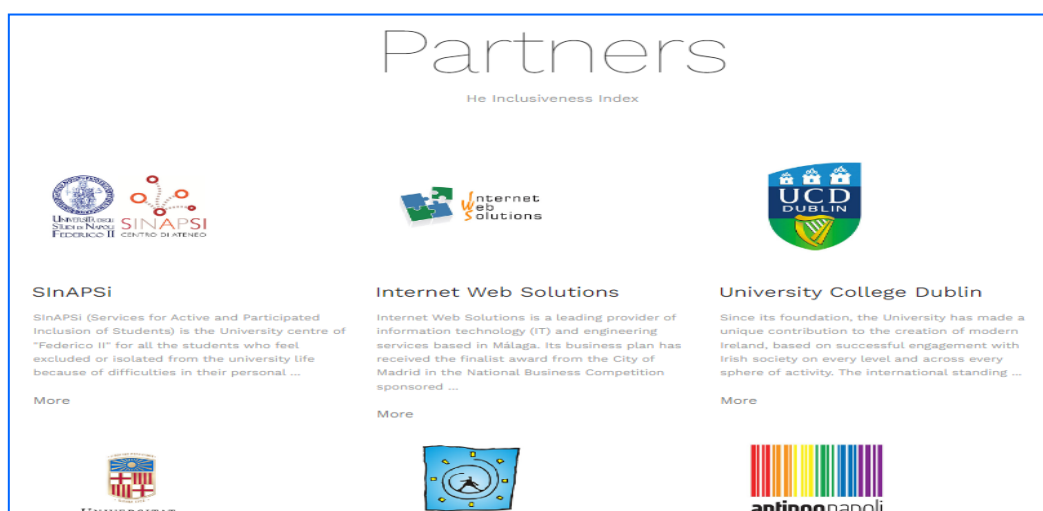 Partners
He Inclusiveness Index
UNIVERSITÀ DEGLI
STUDI DI NAPOLI
FEDERICO II
SINAPSI
CENTRO DI ATENEO
Internet
Web
Solutions
UCD
DUBLIN
SInAPSi
SInAPSi (Services for Active and Participated
Inclusion of Students) is the University centre of
"Federico II" for all the students who feel
excluded or isolated from the university life
because of difficulties in their personal ...
More
Internet Web Solutions
Internet Web Solutions is a leading provider of
information technology (IT) and engineering
services based in Málaga. Its business plan has
received the finalist award from the City of
Madrid in the National Business Competition
sponsored ...
More
University College Dublin
Since its foundation, the University has made a
unique contribution to the creation of modern
Ireland, based on successful engagement with
Irish society on every level and across every
sphere of activity. The international standing ...
More
UNIVERSITAT
antinoo napoli